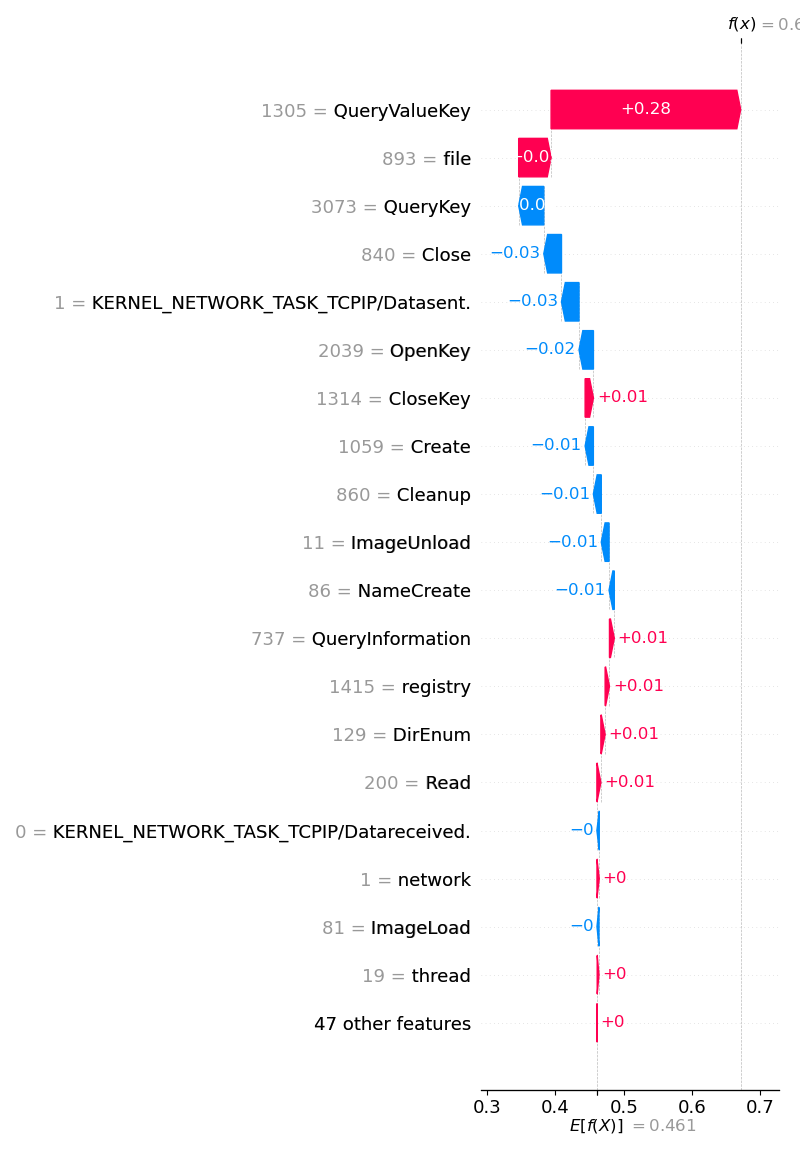 f(x) = 0.6
1305 = QueryValueKey +0.28
893 = file +0.0
3073 = QueryKey 0.0
840 = Close −0.03
1 = KERNEL_NETWORK_TASK_TCPIP/Datasent. −0.03
2039 = OpenKey −0.02
1314 = CloseKey +0.01
1059 = Create −0.01
860 = Cleanup −0.01
11 = ImageUnload −0.01
86 = NameCreate −0.01
737 = QueryInformation +0.01
1415 = registry +0.01
129 = DirEnum +0.01
200 = Read +0.01
0 = KERNEL_NETWORK_TASK_TCPIP/Datareceived. −0
1 = network +0
81 = ImageLoad −0
19 = thread +0
47 other features +0
0.3 0.4 0.5 0.6 0.7
E[f(X)] = 0.461